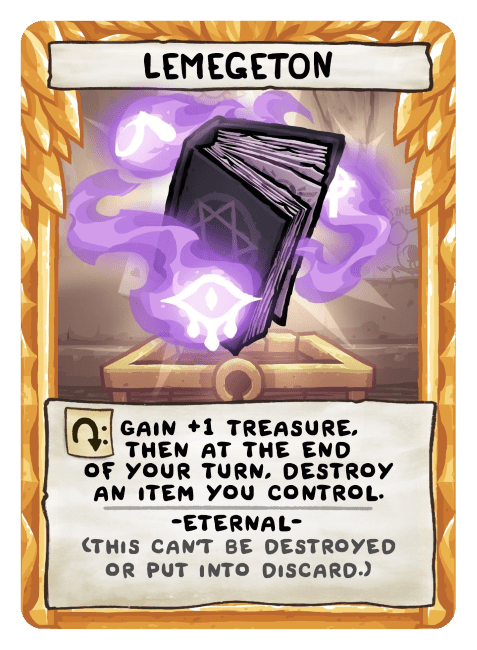 LEMEGETON
: GAIN +1 TREASURE,
THEN AT THE END
OF YOUR TURN, DESTROY
AN ITEM YOU CONTROL.
-ETERNAL-
(THIS CAN'T BE DESTROYED
OR PUT INTO DISCARD.)